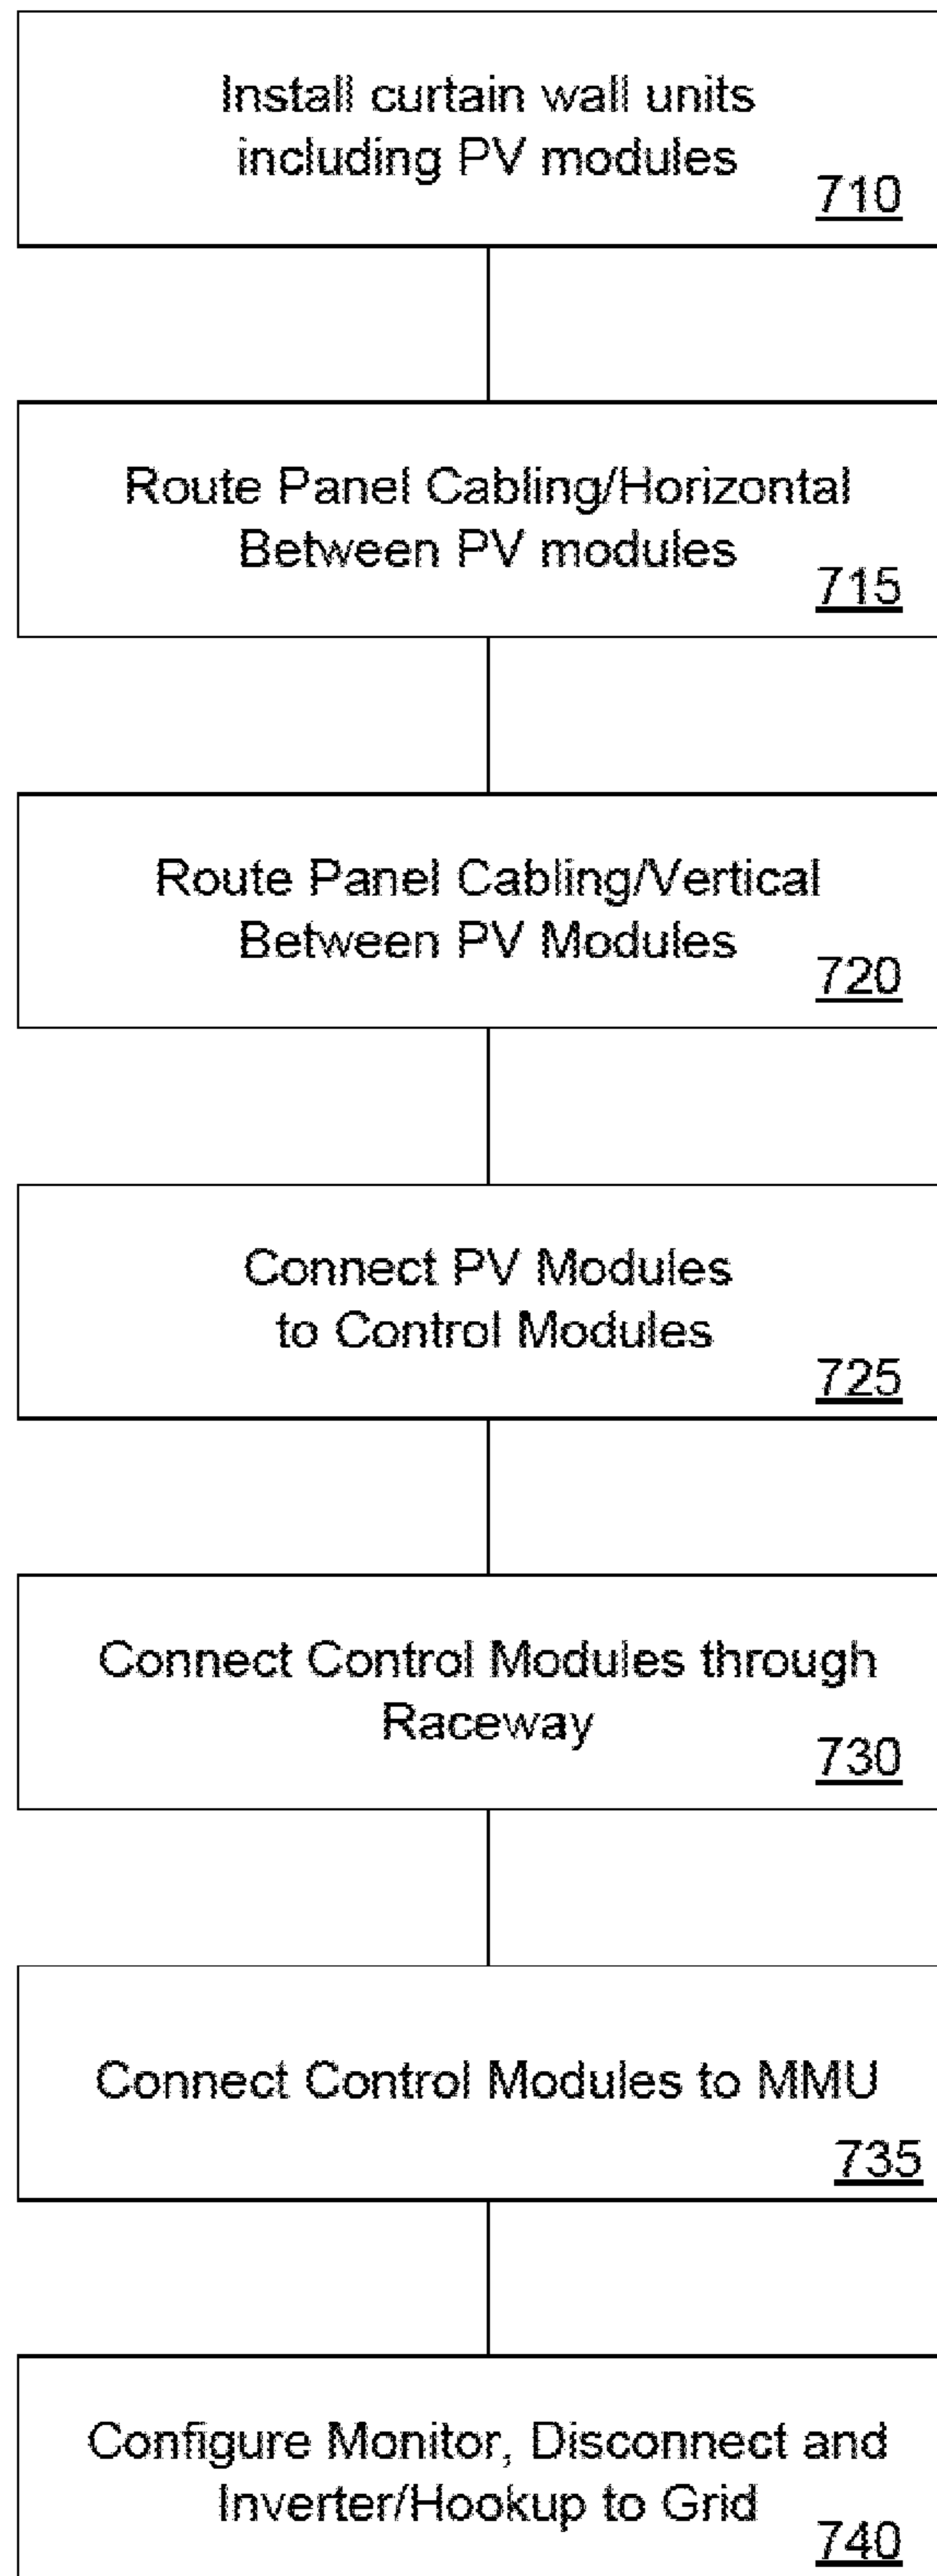 Install curtain wall units
including PV modules
710
Route Panel Cabling/Horizontal
Between PV modules
715
Route Panel Cabling/Vertical
Between PV Modules
720
Connect PV Modules
to Control Modules
725
Connect Control Modules through
Raceway
730
Connect Control Modules to MMU
735
Configure Monitor, Disconnect and
Inverter/Hookup to Grid
740